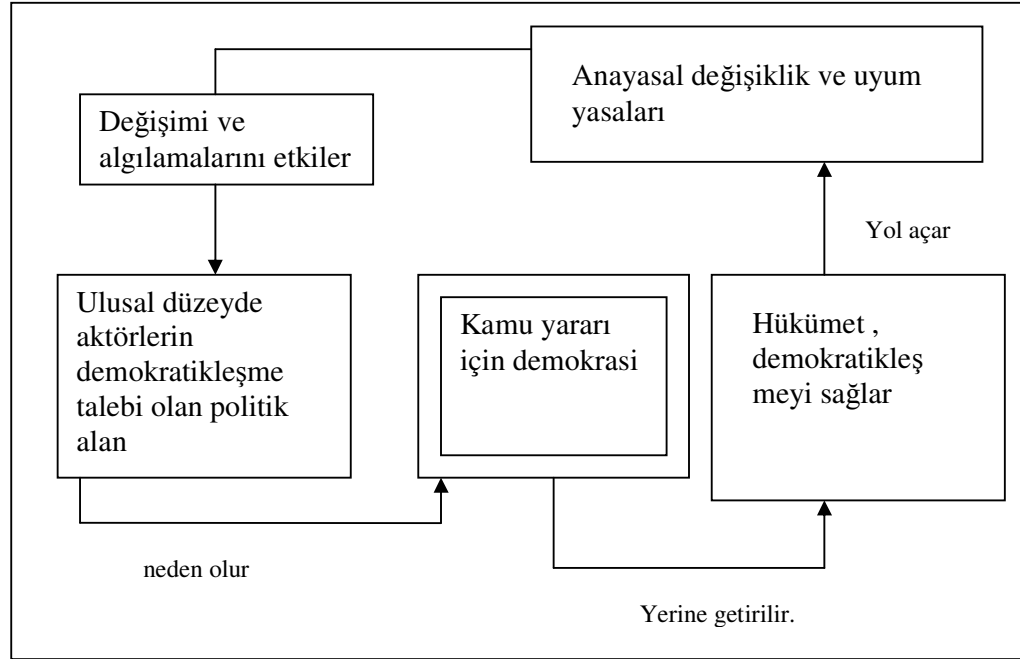 Anayasal değişiklik ve uyum
yasaları
Değişimi ve
algılamalarını etkiler
Yol açar
Ulusal düzeyde
aktörlerin
demokratikleşme
talebi olan politik
alan
Kamu yararı
için demokrasi
Hükümet ,
demokratikleş
meyi sağlar
neden olur
Yerine getirilir.